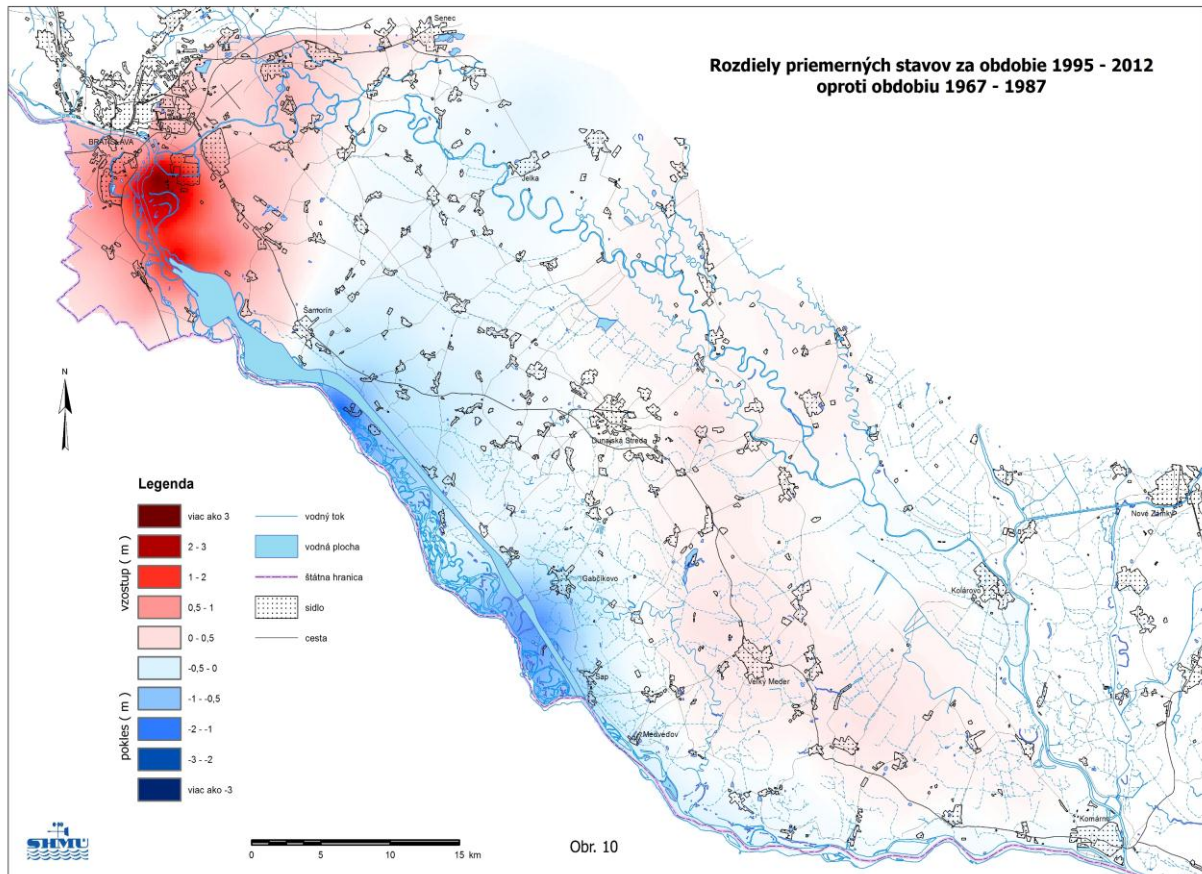 Rozdiely priemerných stavov za obdobie 1995 - 2012
oproti obdobiu 1967 - 1987
Senec
BRATISLAVA
Jelka
Šamorín
Dunajská Streda
Nové Zámky
Gabčíkovo
Kolárovo
Veľký Meder
Sap
Medveďov
Komárno
N
Legenda
vzostup ( m )
viac ako 3
2 - 3
1 - 2
0,5 - 1
0 - 0,5
-0,5 - 0
pokles ( m )
-1 - -0,5
-2 - -1
-3 - -2
viac ako -3
vodný tok
vodná plocha
štátna hranica
sídlo
cesta
SHMÚ
0 5 10 15 km
Obr. 10